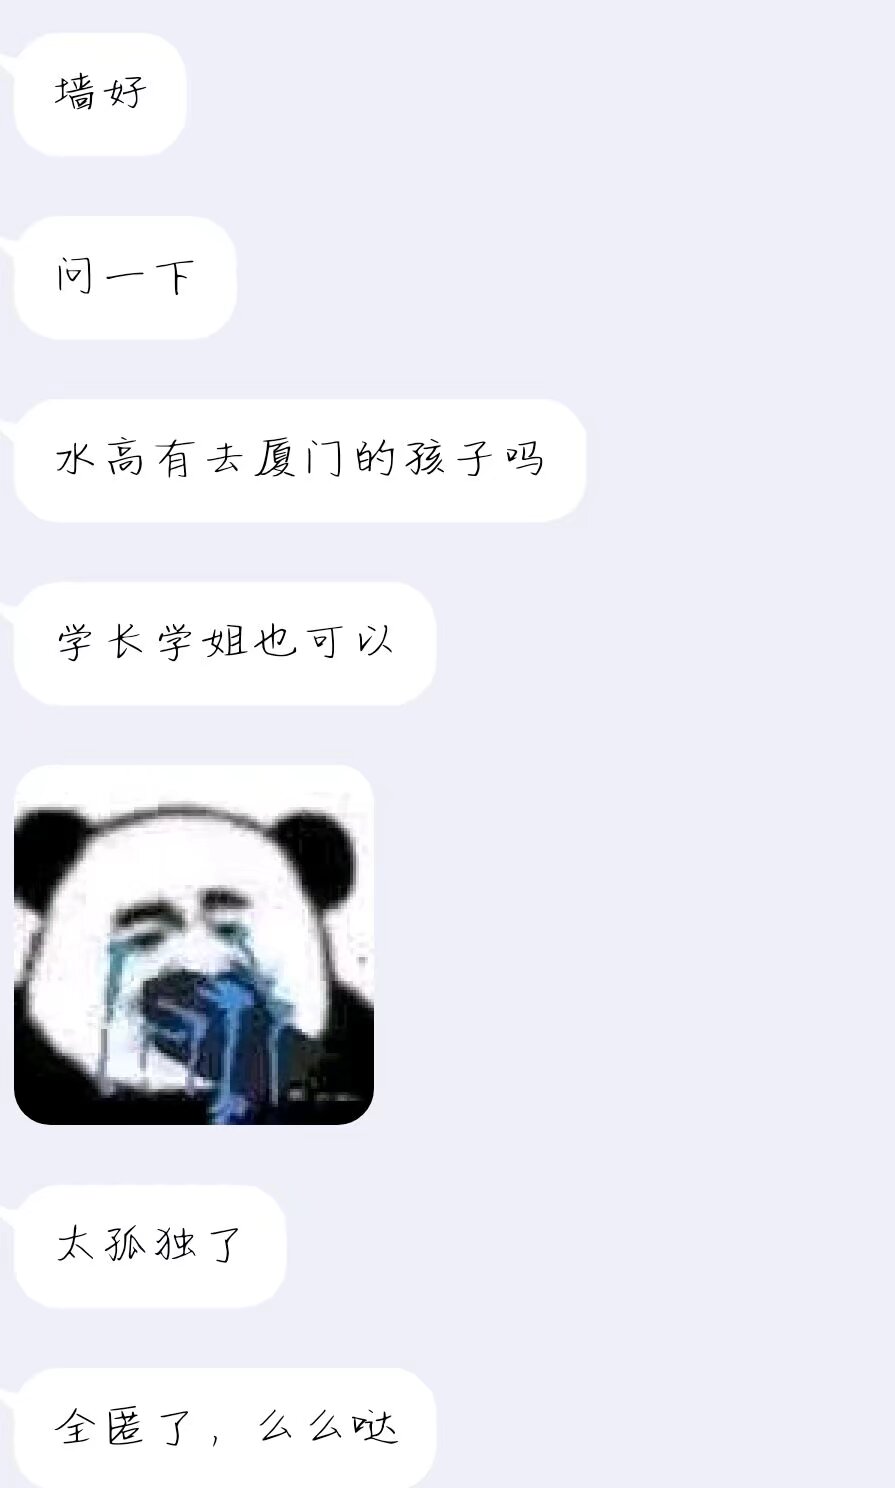 墙好
问一下
水高有去厦门的孩子吗
学长学姐也可以
太孤独了
全匿了，么么哒